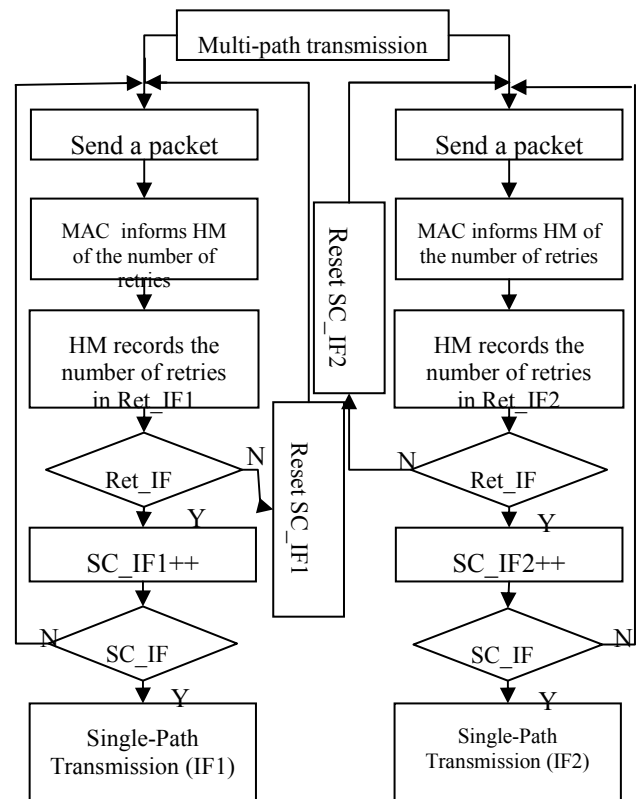 Multi-path transmission
Send a packet
MAC informs HM
of the number of
retries
HM records the
number of retries
in Ret_IF1
Ret_IF
N
Y
SC_IF1++
SC_IF
N
Y
Single-Path
Transmission (IF1)
Reset SC_IF1
Reset SC_IF2
Send a packet
MAC informs HM of
the number of retries
HM records the
number of retries
in Ret_IF2
Ret_IF
N
Y
SC_IF2++
SC_IF
N
Y
Single-Path
Transmission (IF2)